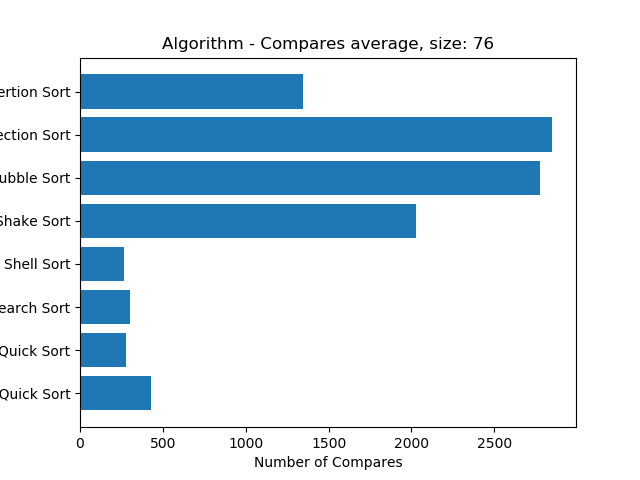 Algorithm - Compares average, size: 76
ertion Sort
ection Sort
ubble Sort
Shake Sort
Shell Sort
earch Sort
Quick Sort
Quick Sort
0 500 1000 1500 2000 2500
Number of Compares